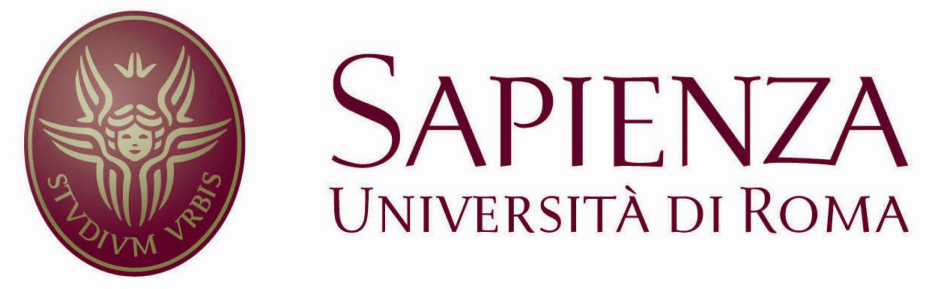 STVDIVM VRBIS
SAPIENZA
UNIVERSITÀ DI ROMA